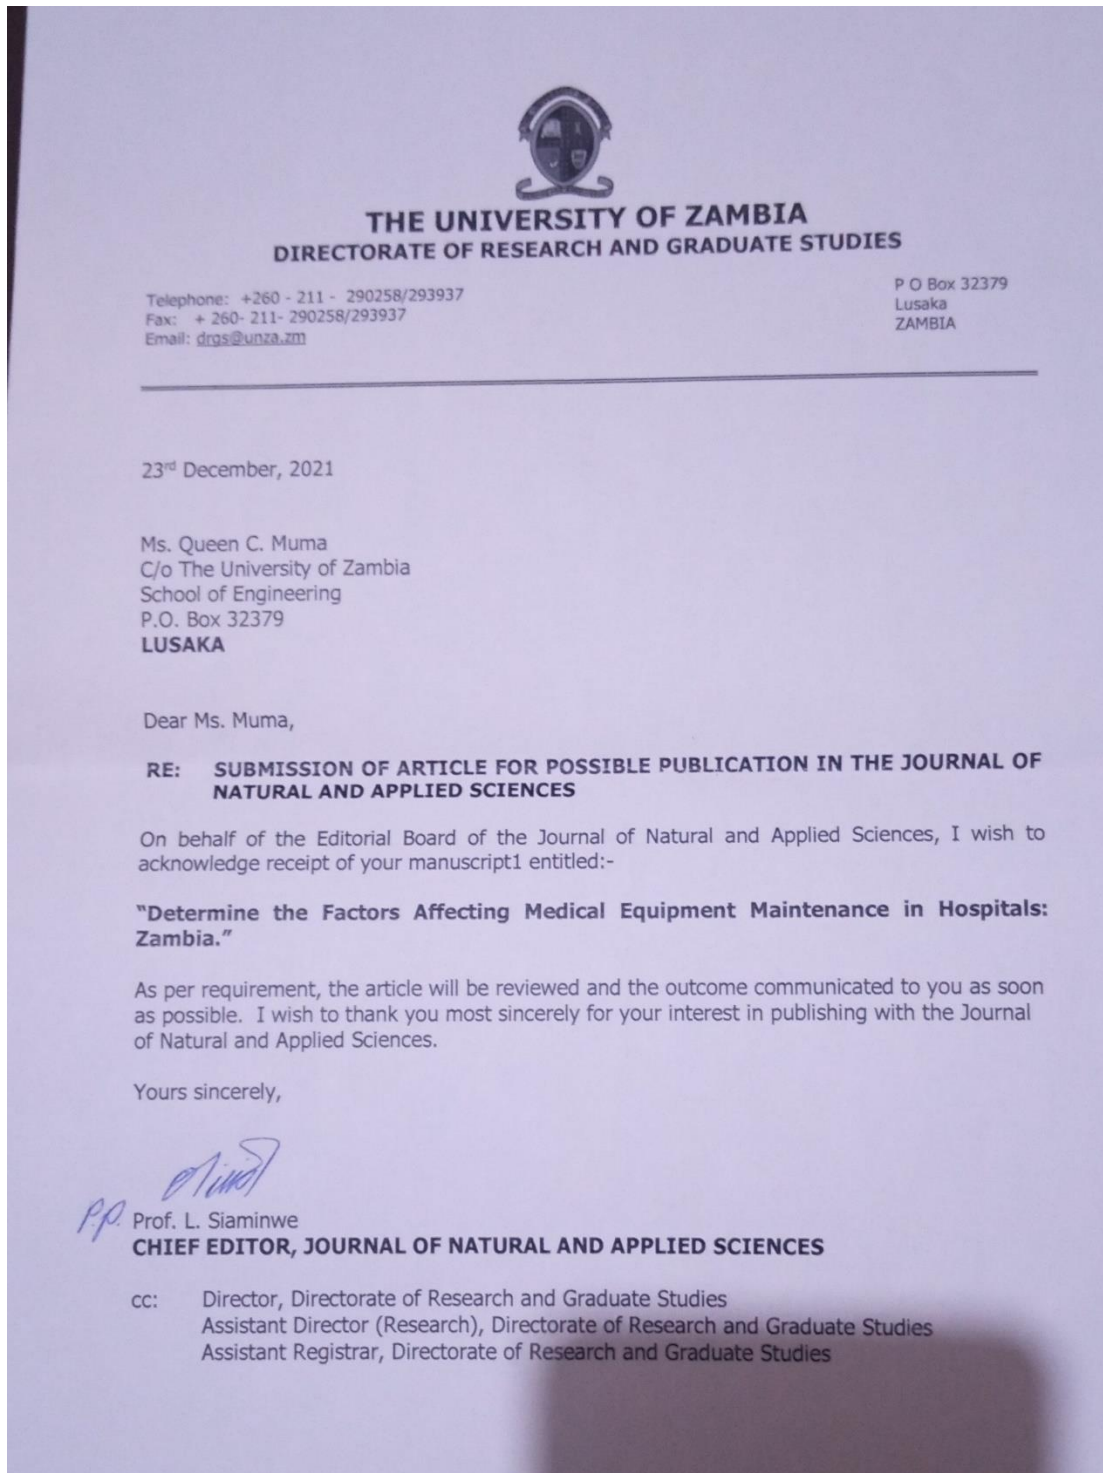 THE UNIVERSITY OF ZAMBIA
DIRECTORATE OF RESEARCH AND GRADUATE STUDIES
Telephone: +260 - 211 - 290258/293937
Fax: + 260- 211- 290258/293937
Email: drgs@unza.zm
P O Box 32379
Lusaka
ZAMBIA
23rd December, 2021
Ms. Queen C. Muma
C/o The University of Zambia
School of Engineering
P.O. Box 32379
LUSAKA
Dear Ms. Muma,
RE: SUBMISSION OF ARTICLE FOR POSSIBLE PUBLICATION IN THE JOURNAL OF
NATURAL AND APPLIED SCIENCES
On behalf of the Editorial Board of the Journal of Natural and Applied Sciences, I wish to
acknowledge receipt of your manuscript1 entitled:-
"Determine the Factors Affecting Medical Equipment Maintenance in Hospitals:
Zambia."
As per requirement, the article will be reviewed and the outcome communicated to you as soon
as possible. I wish to thank you most sincerely for your interest in publishing with the Journal
of Natural and Applied Sciences.
Yours sincerely,
P.P. Prof. L. Siaminwe
CHIEF EDITOR, JOURNAL OF NATURAL AND APPLIED SCIENCES
cc: Director, Directorate of Research and Graduate Studies
Assistant Director (Research), Directorate of Research and Graduate Studies
Assistant Registrar, Directorate of Research and Graduate Studies